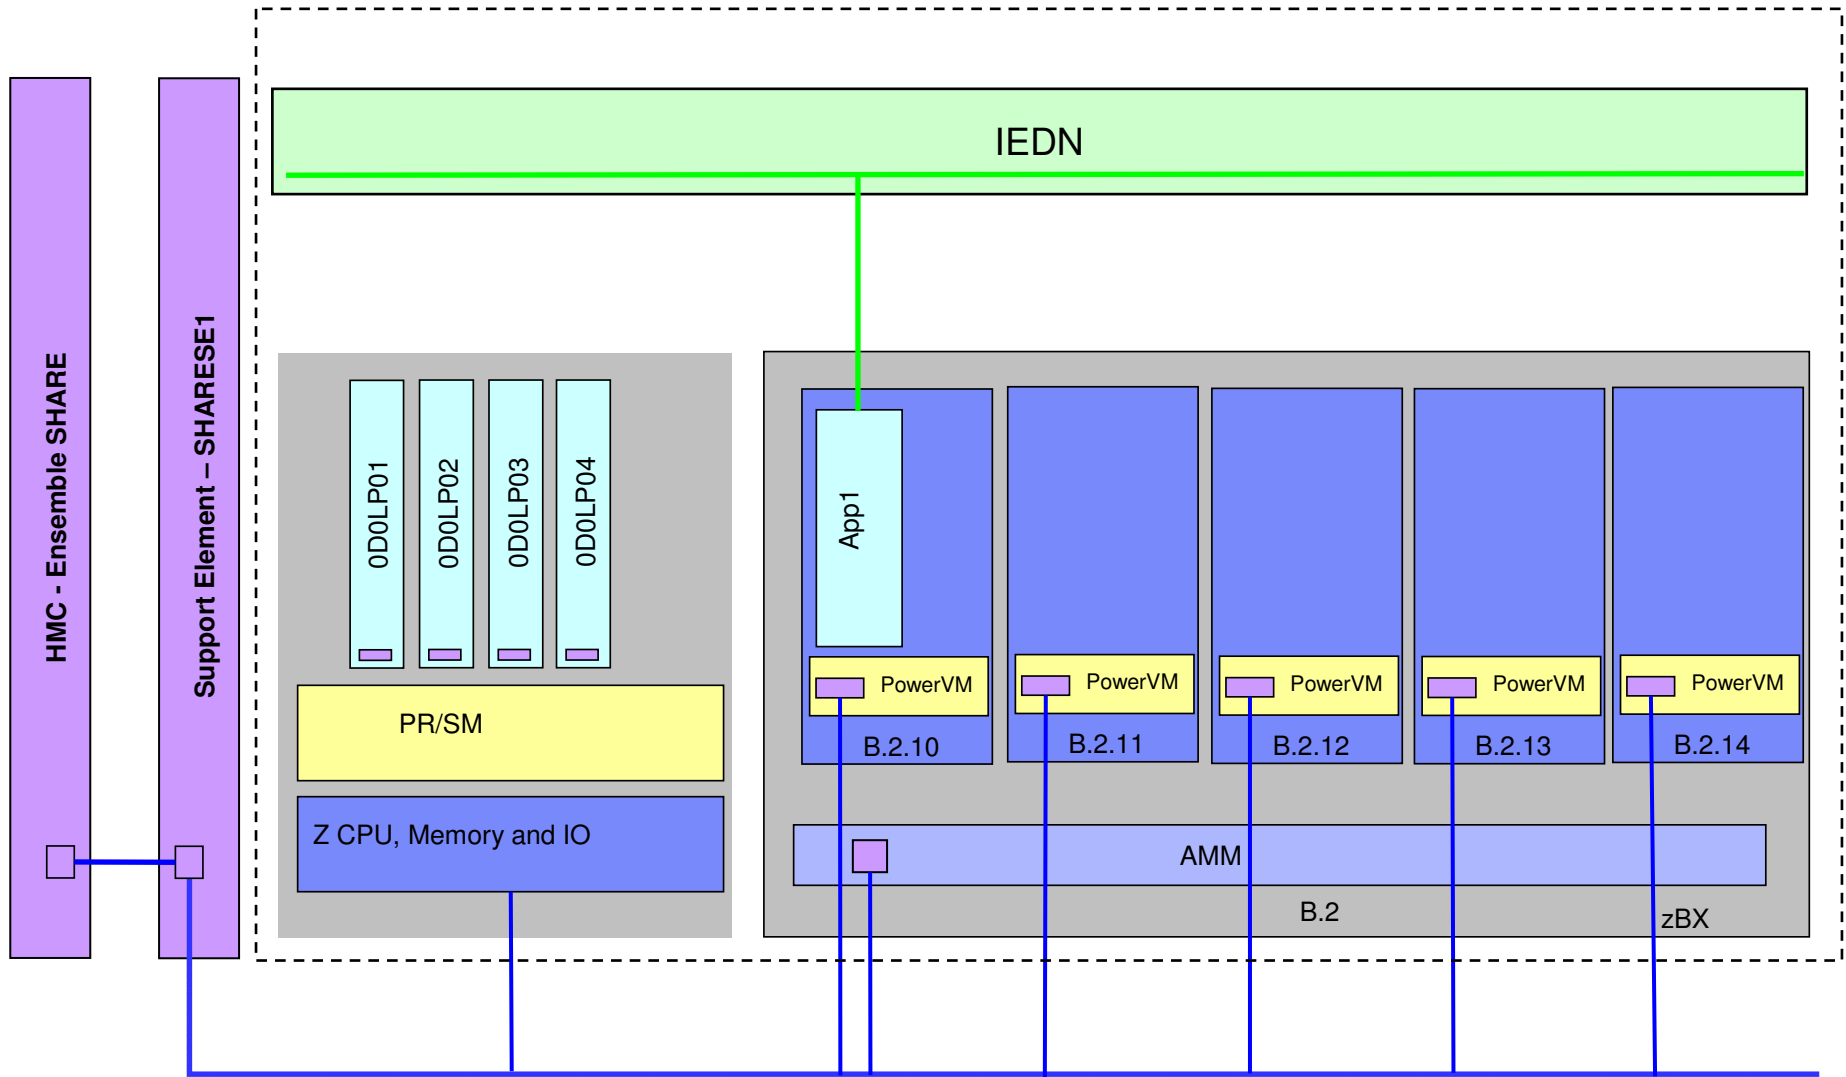 HMC - Ensemble SHARE
Support Element – SHARESE1
IEDN
0D0LP01
0D0LP02
0D0LP03
0D0LP04
PR/SM
Z CPU, Memory and IO
App1
PowerVM
PowerVM
PowerVM
PowerVM
PowerVM
B.2.10
B.2.11
B.2.12
B.2.13
B.2.14
AMM
B.2
zBX